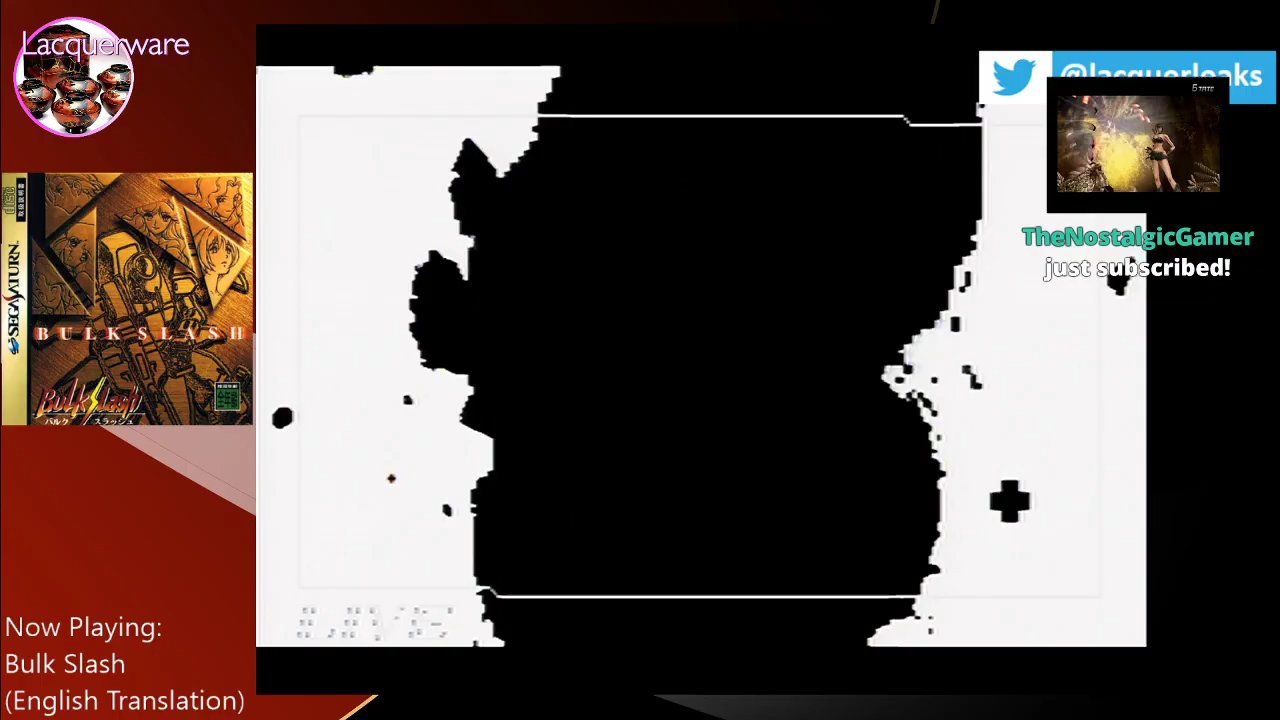 Lacquerware
@lacquerleaks
TheNostalgicGamer
just subscribed!
SEGA SATURN
BULK SLASH
Bulk Slash
バルク スラッシュ
Now Playing:
Bulk Slash
(English Translation)